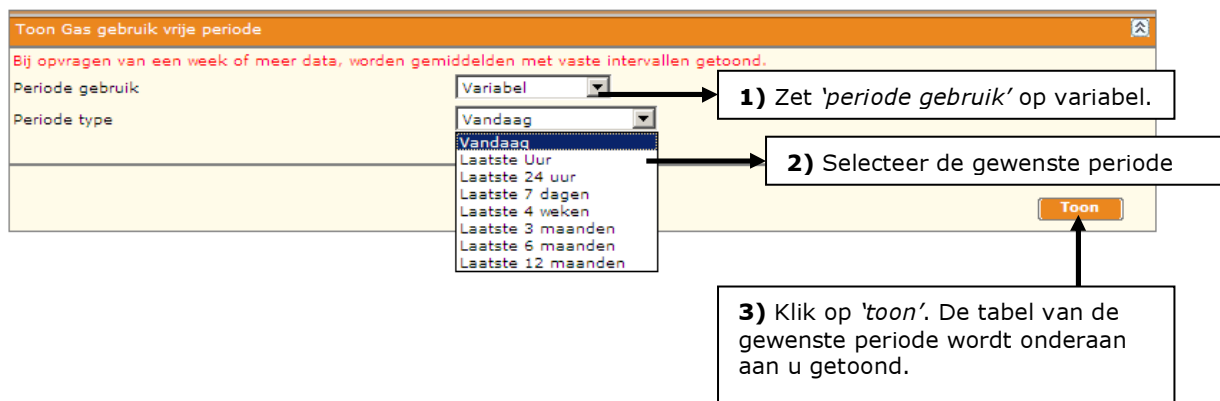 Toon Gas gebruik vrije periode
Bij opvragen van een week of meer data, worden gemiddelden met vaste intervallen getoond.
Periode gebruik
Variabel
1) Zet ‘periode gebruik’ op variabel.
Periode type
Vandaag
Vandaag
Laatste Uur
Laatste 24 uur
Laatste 7 dagen
Laatste 4 weken
Laatste 3 maanden
Laatste 6 maanden
Laatste 12 maanden
2) Selecteer de gewenste periode
Toon
3) Klik op ‘toon’. De tabel van de
gewenste periode wordt onderaan
aan u getoond.